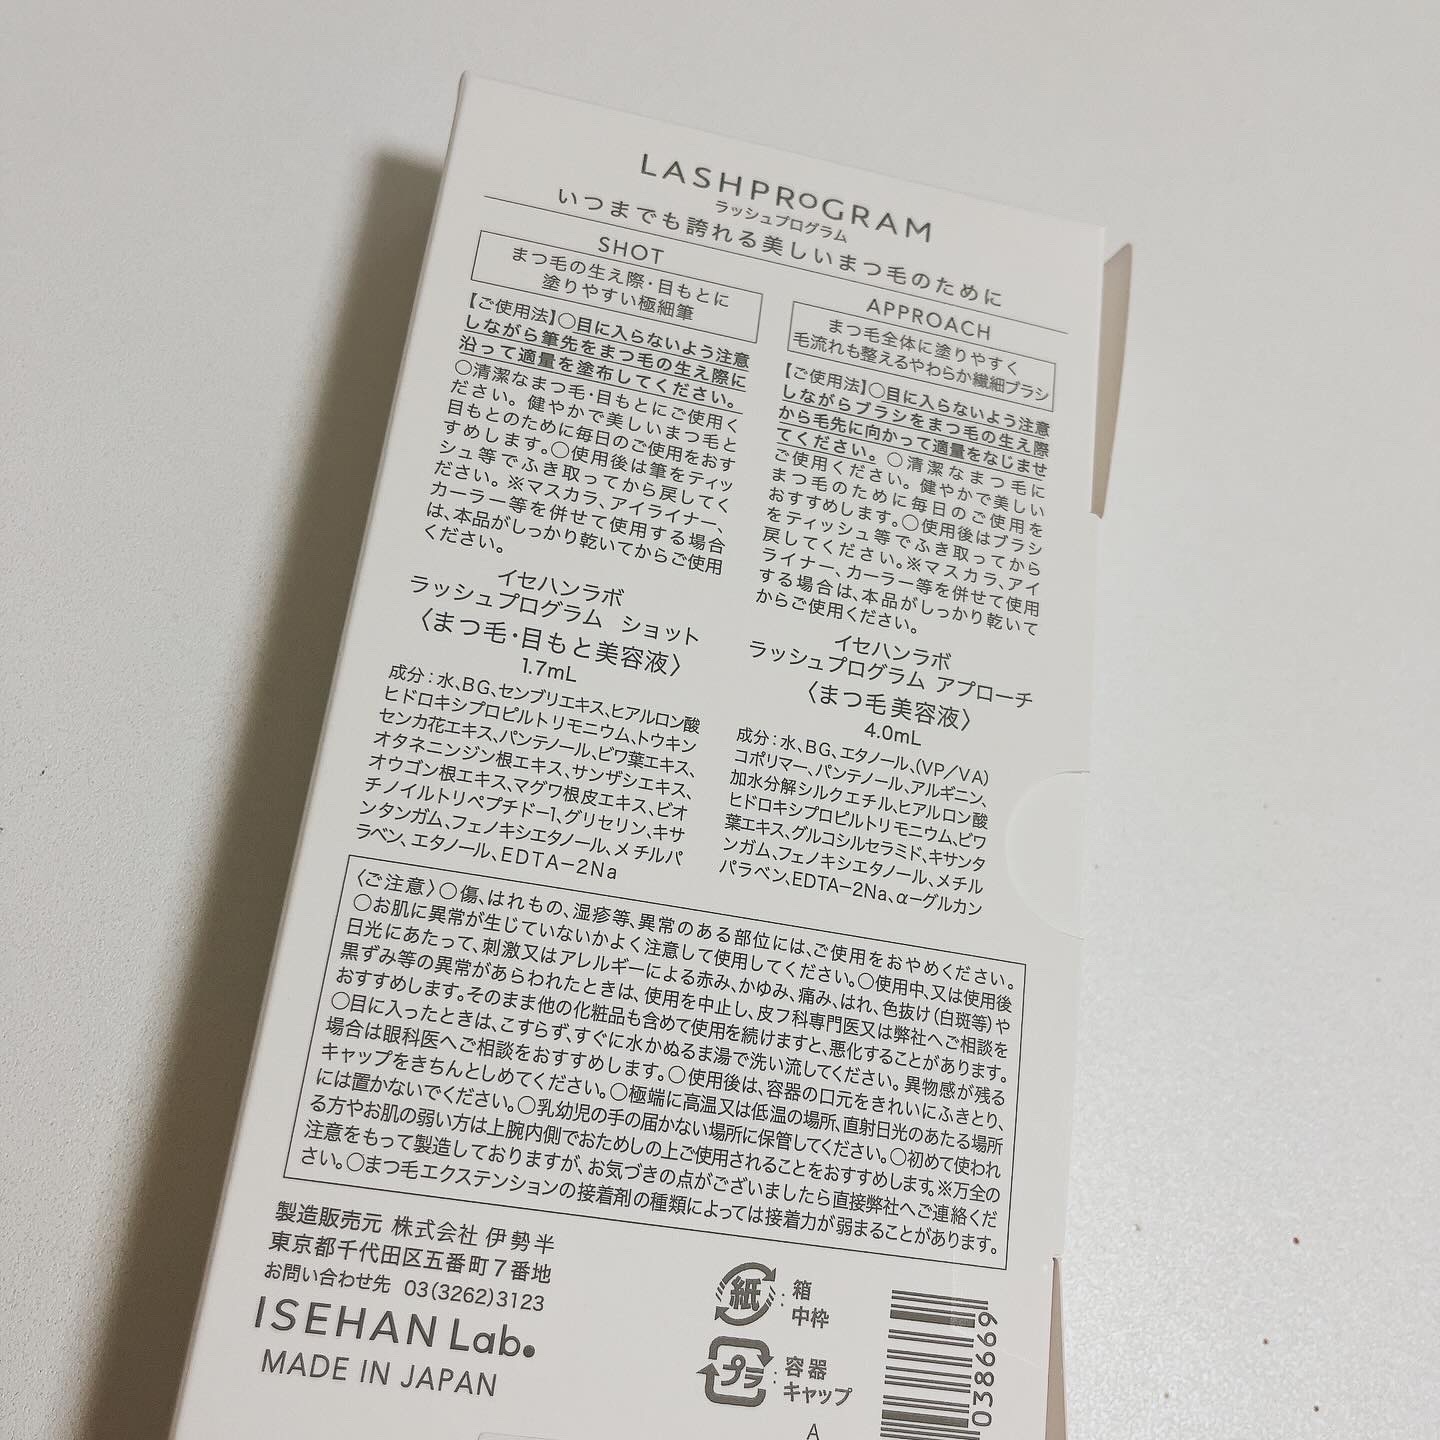 LASHPROGRAM
ラッシュプログラム
いつまでも誇れる美しいまつ毛のために
SHOT
まつ毛の生え際・目もとに
塗りやすい極細筆
【ご使用法】○目に入らないよう注意
しながら筆先をまつ毛の生え際に
沿って適量を塗布してください。
○清潔なまつ毛・目もとにご使用く
ださい。健やかで美しいまつ毛と
目もとのために毎日のご使用をおす
すめします。○使用後は筆をティッ
シュ等でふき取ってから戻してく
ださい。※マスカラ、アイライナー、
カーラー等を併せて使用する場合
は、本品がしっかり乾いてからご使用
ください。
イセハンラボ
ラッシュプログラム ショット
〈まつ毛・目もと美容液〉
1.7mL
成分：水、BG、センブリエキス、ヒアルロン酸
ヒドロキシプロピルトリモニウム、トウキン
センカ花エキス、パンテノール、ビワ葉エキス、
オタネニンジン根エキス、サンザシエキス、
オウゴン根エキス、マグワ根皮エキス、ビオ
チノイルトリペプチド-1、グリセリン、キサ
ンタンガム、フェノキシエタノール、メチルパ
ラベン、エタノール、EDTA-2Na
APPROACH
まつ毛全体に塗りやすく
毛流れも整えるやわらか繊細ブラシ
【ご使用法】○目に入らないよう注意
しながらブラシをまつ毛の生え際
から毛先に向かって適量をなじませ
てください。○清潔なまつ毛に
ご使用ください。健やかで美しい
まつ毛のために毎日のご使用を
おすすめします。○使用後はブラシ
をティッシュ等でふき取ってから
戻してください。※マスカラ、アイ
ライナー、カーラー等を併せて使用
する場合は、本品がしっかり乾いて
からご使用ください。
イセハンラボ
ラッシュプログラム アプローチ
〈まつ毛美容液〉
4.0mL
成分：水、BG、エタノール、(VP/VA)
コポリマー、パンテノール、アルギニン、
加水分解シルクエチル、ヒアルロン酸
ヒドロキシプロピルトリモニウム、ビワ
葉エキス、グルコシルセラミド、キサンタ
ンガム、フェノキシエタノール、メチル
パラベン、EDTA-2Na、α-グルカン
〈ご注意〉○傷、はれもの、湿疹等、異常のある部位には、ご使用をおやめください。
○お肌に異常が生じていないかよく注意して使用してください。○使用中、又は使用後
日光にあたって、刺激又はアレルギーによる赤み、かゆみ、痛み、はれ、色抜け(白斑等)や
黒ずみ等の異常があらわれたときは、使用を中止し、皮フ科専門医又は弊社へご相談を
おすすめします。そのまま他の化粧品も含めて使用を続けますと、悪化することがあります。
○目に入ったときは、こすらず、すぐに水かぬるま湯で洗い流してください。異物感が残る
場合は眼科医へご相談をおすすめします。○使用後は、容器の口元をきれいにふきとり、
キャップをきちんとしめてください。○極端に高温又は低温の場所、直射日光のあたる場所
には置かないでください。○乳幼児の手の届かない場所に保管してください。○初めて使われ
る方やお肌の弱い方は上腕内側でおためしの上ご使用されることをおすすめします。※万全の
注意をもって製造しておりますが、お気づきの点がございましたら直接弊社へご連絡くだ
さい。○まつ毛エクステンションの接着剤の種類によっては接着力が弱まることがあります。
製造販売元 株式会社 伊勢半
東京都千代田区五番町7番地
お問い合わせ先 03(3262)3123
ISEHAN Lab.
MADE IN JAPAN
紙：箱
中枠
プラ：容器
キャップ
A
0386996